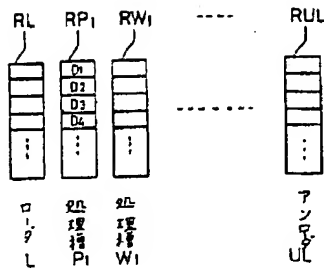 RL RP1 RW1 ---- RUL
D1
D2
D3
D4
ローダ 処理槽 処理槽 アンローダ
L P1 W1 UL